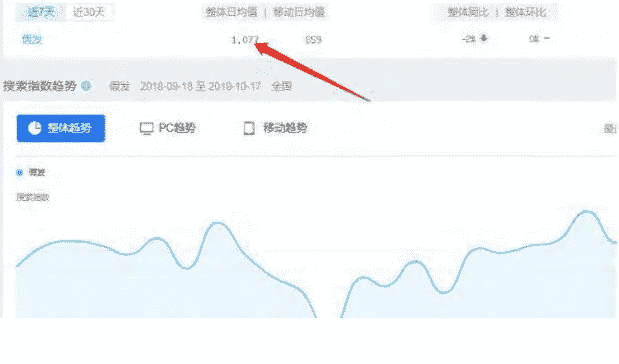 近7天 近30天 整体日均值 | 移动日均值 整体同比 | 整体环比
假发 1,077 859 -2%
搜索指数趋势 假发 2018-09-18 至 2018-10-17 全国
整体趋势 PC趋势 移动趋势
假发
搜索指数